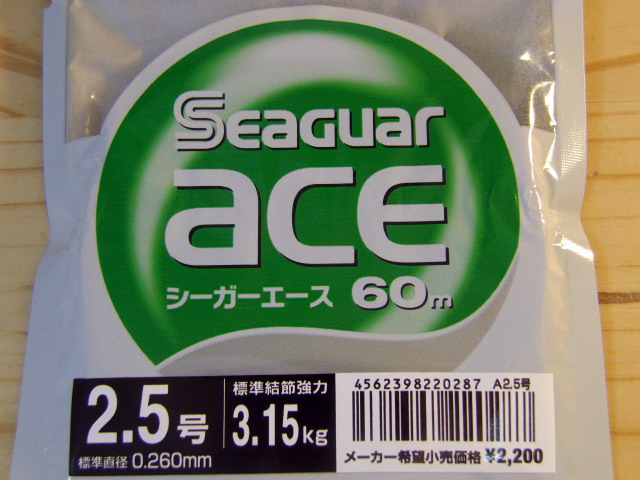 Seaguar
ace
シーガーエース 60m
2.5号
標準直径 0.260mm
標準結節強力
3.15kg
4562398220287 A2.5号
メーカー希望小売価格 ¥2,200